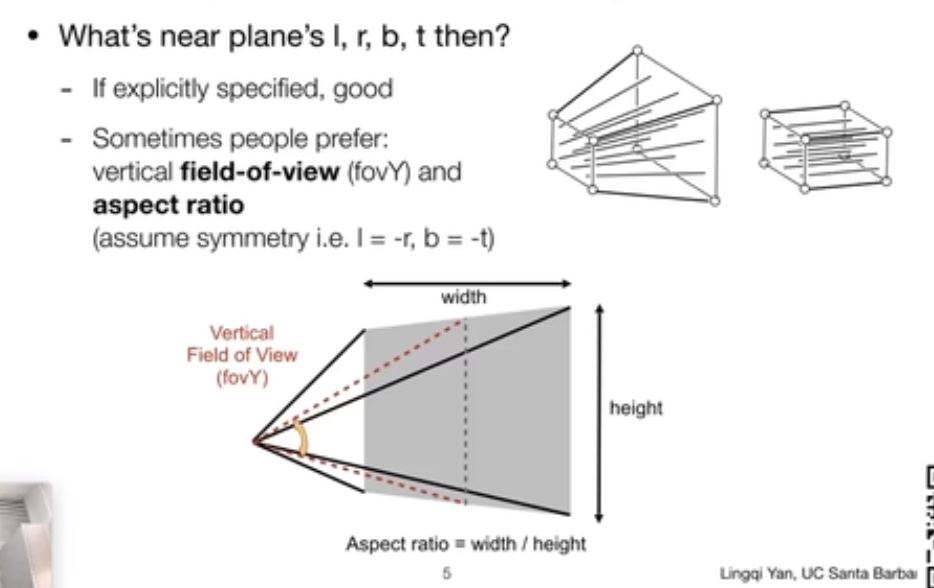 • What's near plane's l, r, b, t then?
- If explicitly specified, good
- Sometimes people prefer:
vertical field-of-view (fovY) and
aspect ratio
(assume symmetry i.e. l = -r, b = -t)
width
Vertical
Field of View
(fovY)
height
Aspect ratio = width / height
5
Lingqi Yan, UC Santa Barba